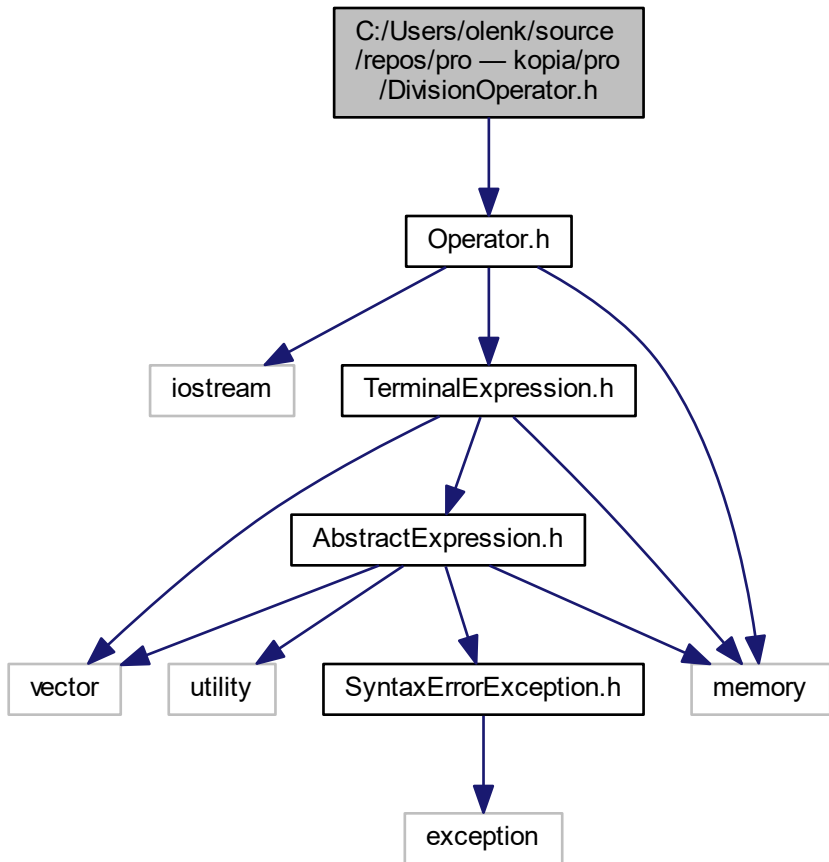 C:/Users/olenk/source
/repos/pro — kopia/pro
/DivisionOperator.h
Operator.h
iostream
TerminalExpression.h
AbstractExpression.h
vector
utility
SyntaxErrorException.h
memory
exception